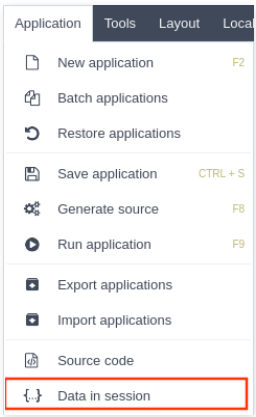 Application Tools Layout Loca
New application F2
Batch applications
Restore applications
Save application CTRL + S
Generate source F8
Run application F9
Export applications
Import applications
Source code
{...} Data in session